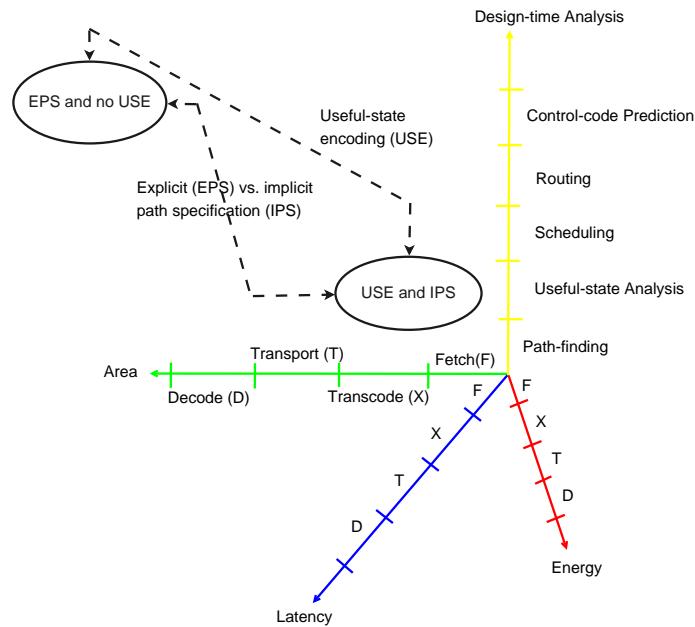 Design-time Analysis
EPS and no USE
Control-code Prediction
Useful-state
encoding (USE)
Explicit (EPS) vs. implicit
path specification (IPS)
Routing
Scheduling
USE and IPS
Useful-state Analysis
Path-finding
Area
Transport (T)
Fetch(F)
Decode (D)
Transcode (X)
F
X
T
D
F
X
T
D
Energy
Latency